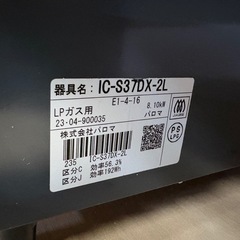 器具名: IC-S37DX-2L
E1-4-16
LPガス用 8.10kW
23·04-900035 パロマ
株式会社パロマ
235 IC-S37DX-2L
区分C 効率56.3%
区分J 効率192Wh
PS
LPG